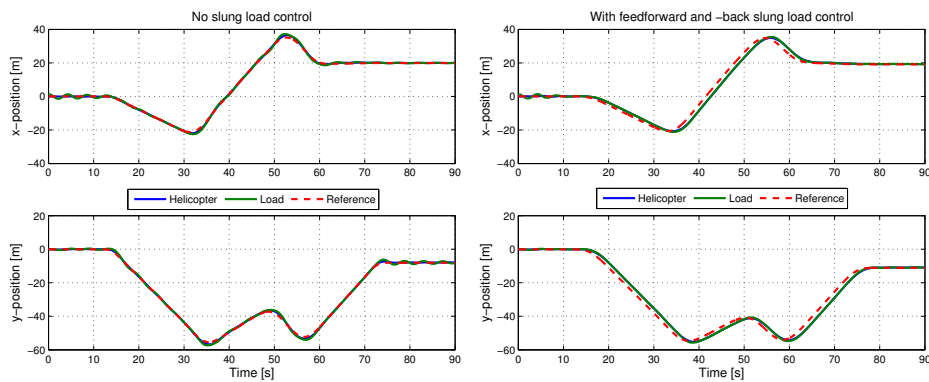 No slung load control
With feedforward and −back slung load control
x−position [m]
40
20
0
−20
−40
0 10 20 30 40 50 60 70 80 90
x−position [m]
40
20
0
−20
−40
0 10 20 30 40 50 60 70 80 90
Helicopter Load Reference
Helicopter Load Reference
y−position [m]
20
0
−20
−40
−60
0 10 20 30 40 50 60 70 80 90
Time [s]
y−position [m]
20
0
−20
−40
−60
0 10 20 30 40 50 60 70 80 90
Time [s]